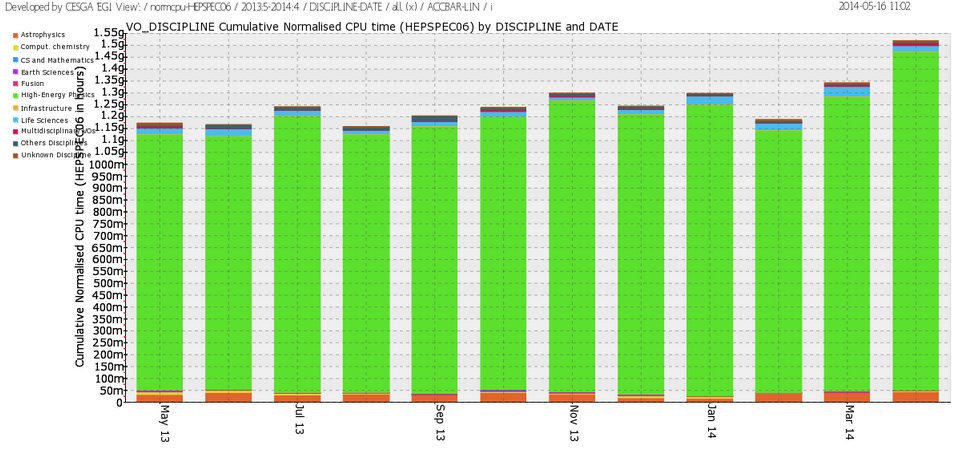 Developed by CESGA 'EGI View': / normcpu-HEPSPEC06 / 2013:5-2014:4 / DISCIPLINE-DATE / all (x) / ACCBAR-LIN / i
2014-05-16 11:02
VO_DISCIPLINE Cumulative Normalised CPU time (HEPSPEC06) by DISCIPLINE and DATE
Astrophysics
Comput. chemistry
CS and Mathematics
Earth Sciences
Fusion
High-Energy Physics
Infrastructure
Life Sciences
Multidisciplinary VOs
Others Disciplines
Unknown Discipline
Cumulative Normalised CPU time (HEPSPEC06 in hours)
1.55g
1.5g
1.45g
1.4g
1.35g
1.3g
1.25g
1.2g
1.15g
1.1g
1.05g
1000m
950m
900m
850m
800m
750m
700m
650m
600m
550m
500m
450m
400m
350m
300m
250m
200m
150m
100m
50m
0
May 13
Jul 13
Sep 13
Nov 13
Jan 14
Mar 14